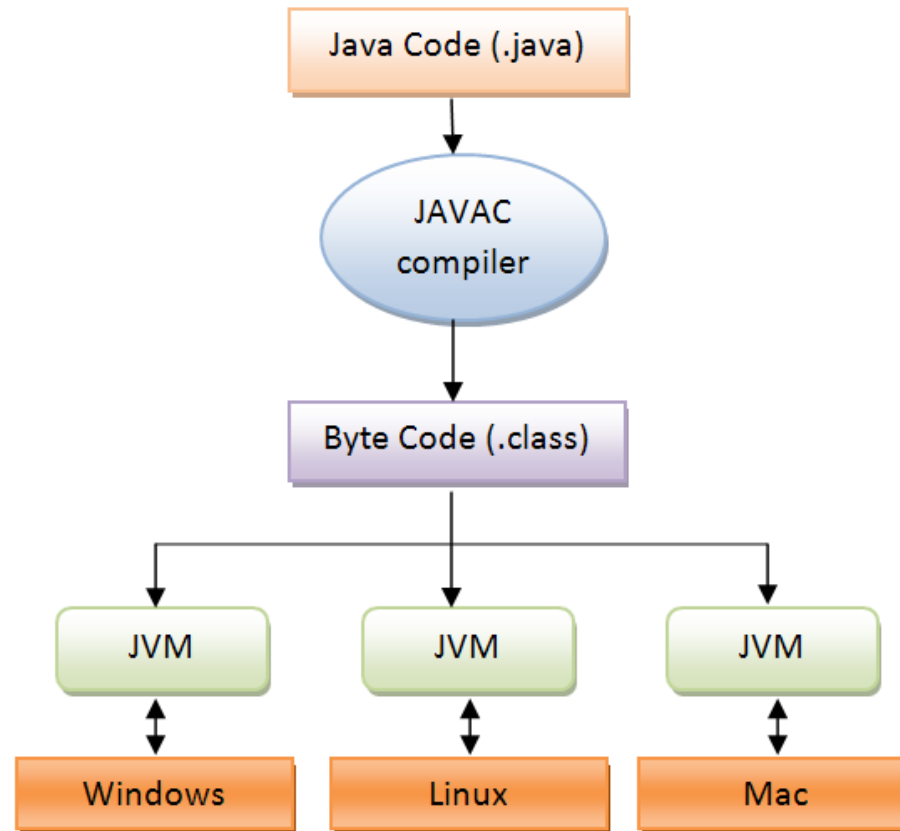 Java Code (.java)
JAVAC
compiler
Byte Code (.class)
JVM
JVM
JVM
Windows
Linux
Mac